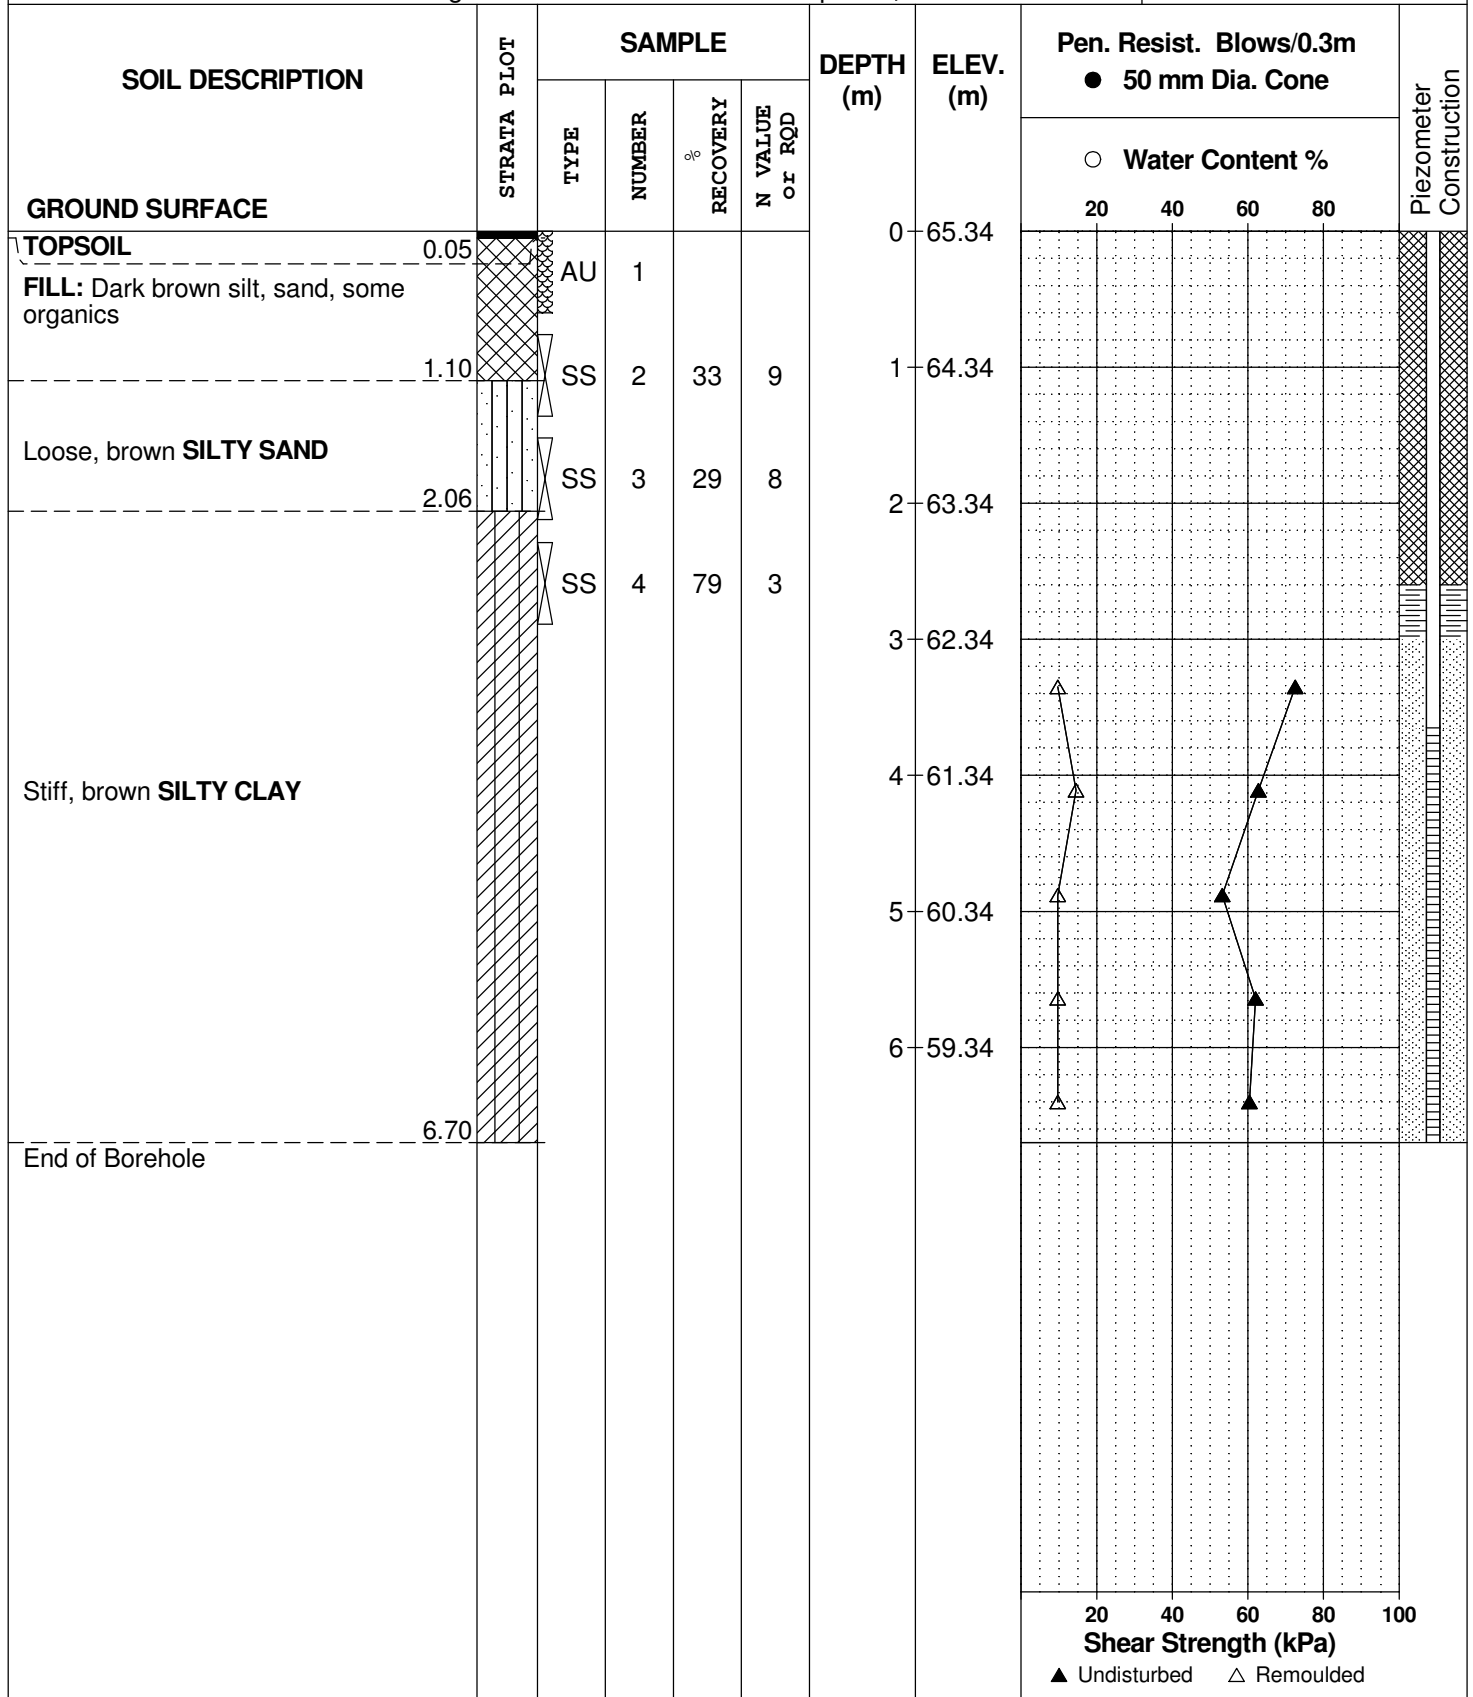 SOIL DESCRIPTION
GROUND SURFACE
STRATA PLOT
SAMPLE
TYPE
NUMBER
% RECOVERY
N VALUE or RQD
DEPTH (m)
ELEV. (m)
Pen. Resist. Blows/0.3m
● 50 mm Dia. Cone
○ Water Content %
20 40 60 80
Piezometer Construction
TOPSOIL 0.05
FILL: Dark brown silt, sand, some
organics
1.10
Loose, brown SILTY SAND
2.06
Stiff, brown SILTY CLAY
6.70
End of Borehole
AU 1
SS 2 33 9
SS 3 29 8
SS 4 79 3
0 65.34
1 64.34
2 63.34
3 62.34
4 61.34
5 60.34
6 59.34
20 40 60 80 100
Shear Strength (kPa)
▲ Undisturbed △ Remoulded